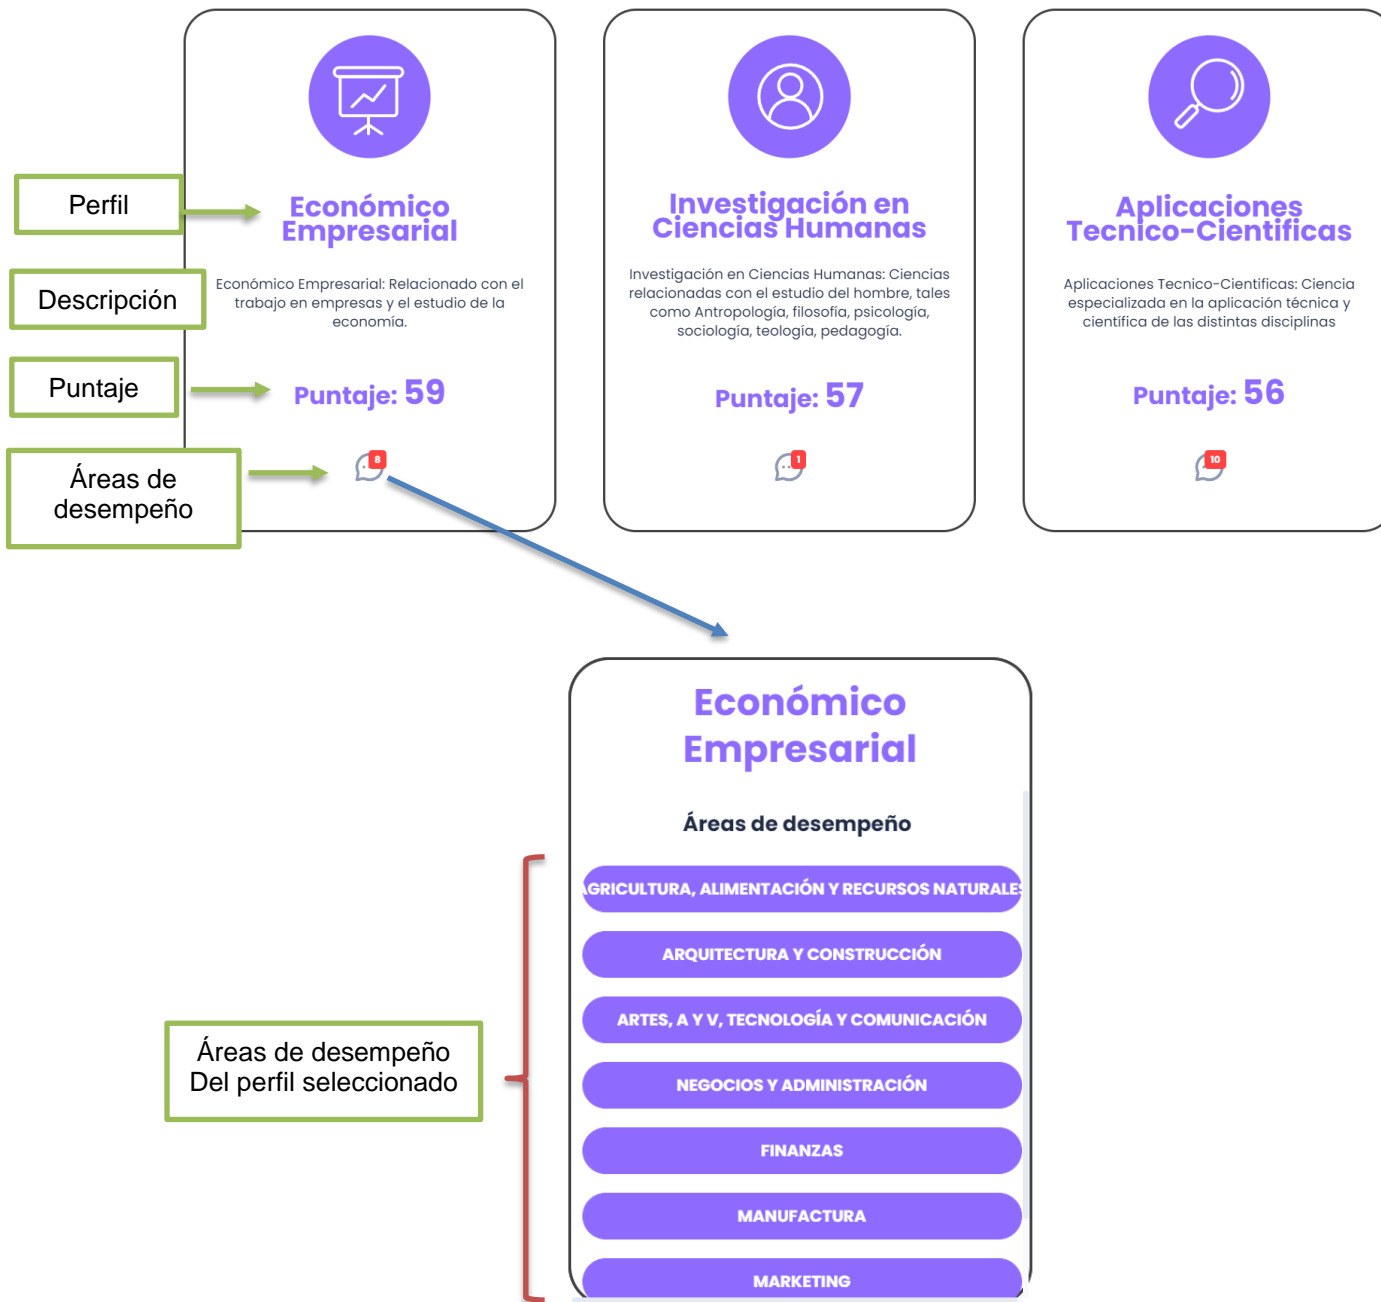 Perfil
Descripción
Puntaje
Áreas de
desempeño
Económico
Empresarial
Económico Empresarial: Relacionado con el
trabajo en empresas y el estudio de la
economía.
Puntaje: 59
8
Investigación en
Ciencias Humanas
Investigación en Ciencias Humanas: Ciencias
relacionadas con el estudio del hombre, tales
como Antropología, filosofía, psicología,
sociología, teología, pedagogía.
Puntaje: 57
1
Aplicaciones
Tecnico-Cientificas
Aplicaciones Tecnico-Cientificas: Ciencia
especializada en la aplicación técnica y
científica de las distintas disciplinas
Puntaje: 56
10
Económico
Empresarial
Áreas de desempeño
AGRICULTURA, ALIMENTACIÓN Y RECURSOS NATURALES
ARQUITECTURA Y CONSTRUCCIÓN
ARTES, A Y V, TECNOLOGÍA Y COMUNICACIÓN
NEGOCIOS Y ADMINISTRACIÓN
FINANZAS
MANUFACTURA
MARKETING
Áreas de desempeño
Del perfil seleccionado